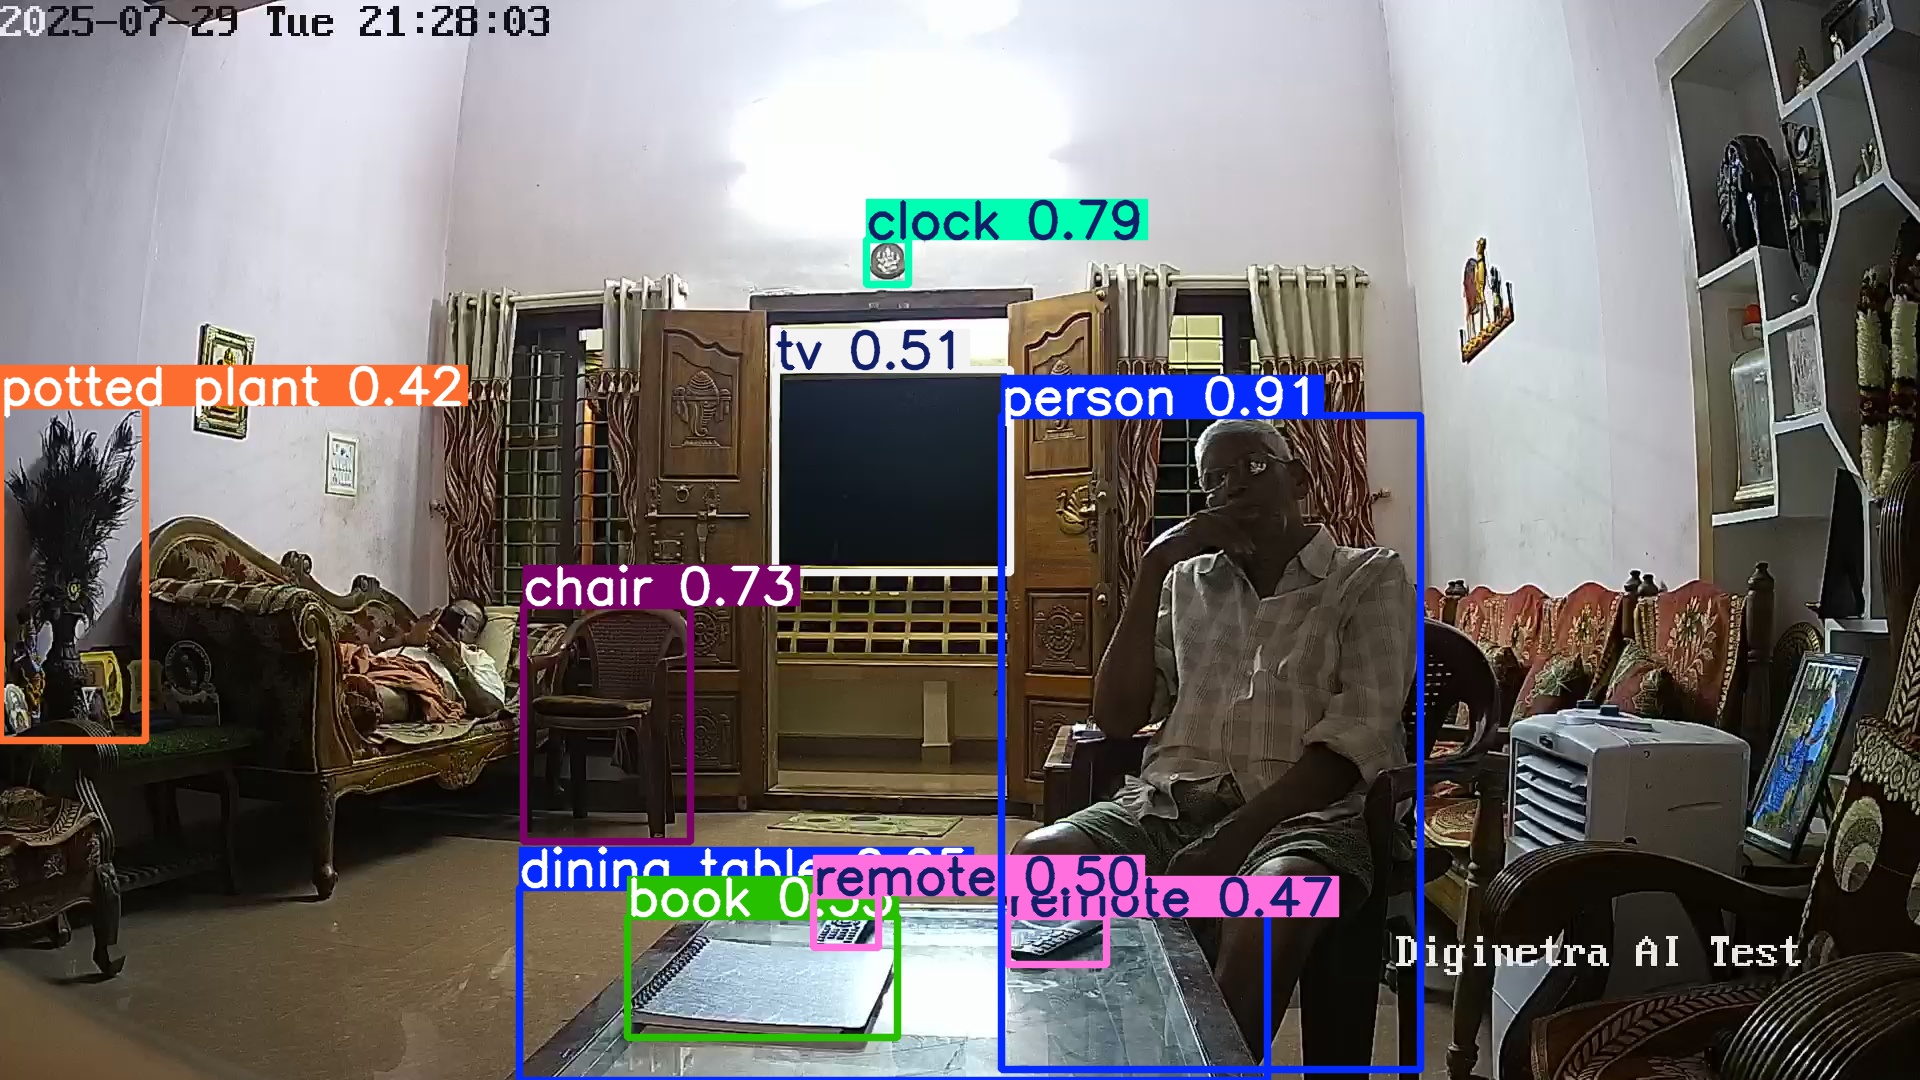 2025-07-29 Tue 21:28:03
clock 0.79
tv 0.51
potted plant 0.42
person 0.91
chair 0.73
dining table
remote 0.50
book
remote 0.47
Diginetra AI Test